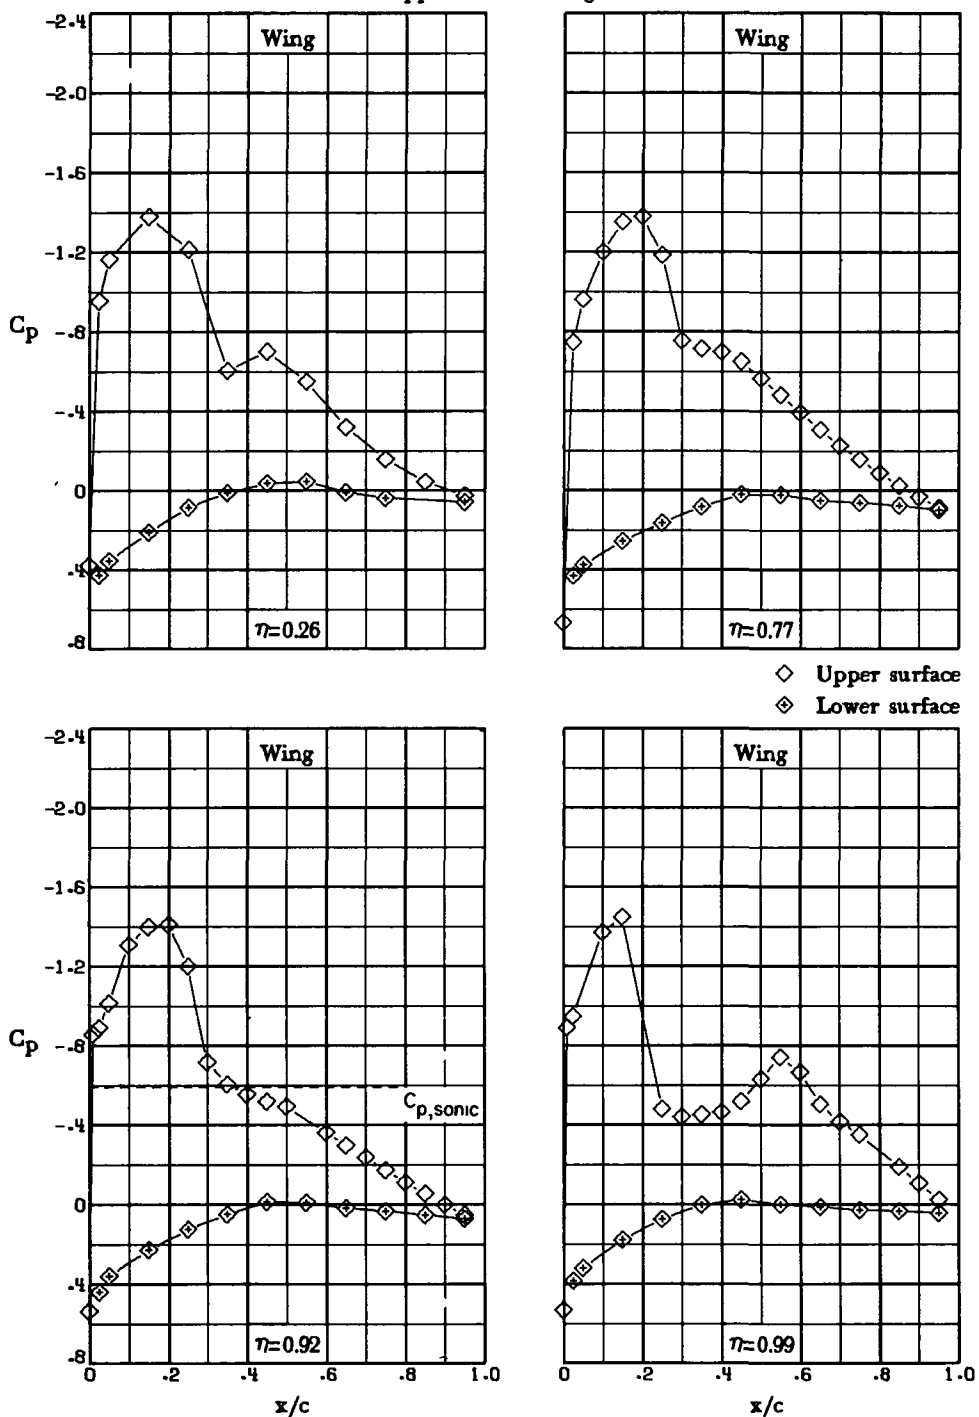 Wing
-2.4
-2.0
-1.6
-1.2
-.8
-.4
0
.4
.8
Cp
η=0.26
Wing
η=0.77
Upper surface
Lower surface
Wing
-2.4
-2.0
-1.6
-1.2
-.8
-.4
0
.4
.8
Cp
Cp,sonic
η=0.92
0 .2 .4 .6 .8 1.0
x/c
Wing
η=0.99
0 .2 .4 .6 .8 1.0
x/c